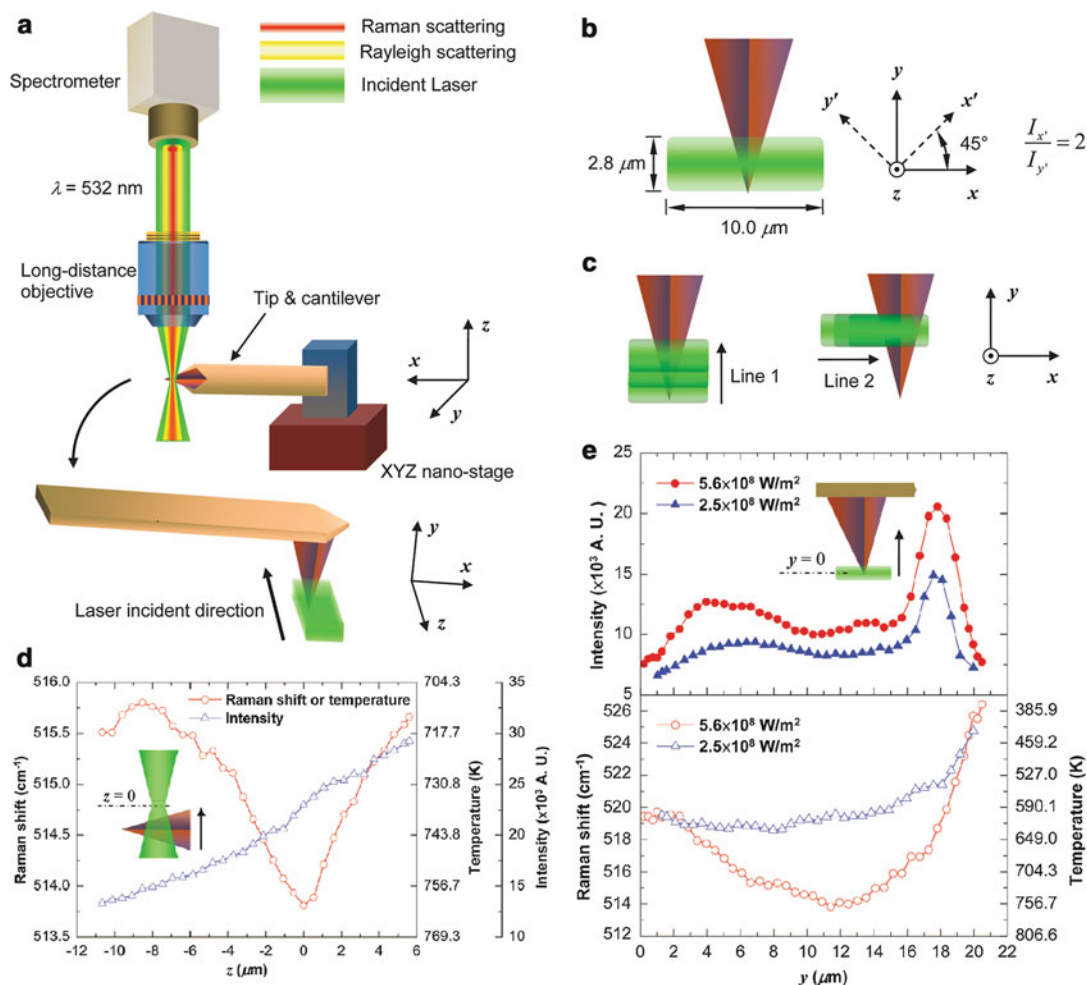 a
Raman scattering
Rayleigh scattering
Incident Laser
Spectrometer
λ = 532 nm
Long-distance
objective
Tip & cantilever
z
x
y
XYZ nano-stage
y
x
z
Laser incident direction
b
2.8 μm
10.0 μm
y
y'
x'
45°
z
x
I_x' / I_y' = 2
c
Line 1
Line 2
y
z
x
d
Raman shift or temperature
Intensity
z = 0
516.0
515.5
515.0
514.5
514.0
513.5
Raman shift (cm⁻¹)
704.3
717.7
730.8
743.8
756.7
769.3
Temperature (K)
35
30
25
20
15
10
Intensity (×10³ A. U.)
-12 -10 -8 -6 -4 -2 0 2 4 6
z (μm)
e
5.6×10⁸ W/m²
2.5×10⁸ W/m²
y = 0
25
20
15
10
5
Intensity (×10³ A. U.)
5.6×10⁸ W/m²
2.5×10⁸ W/m²
526
524
522
520
518
516
514
512
Raman shift (cm⁻¹)
385.9
459.2
527.0
590.1
649.0
704.3
756.7
806.6
Temperature (K)
0 2 4 6 8 10 12 14 16 18 20 22
y (μm)